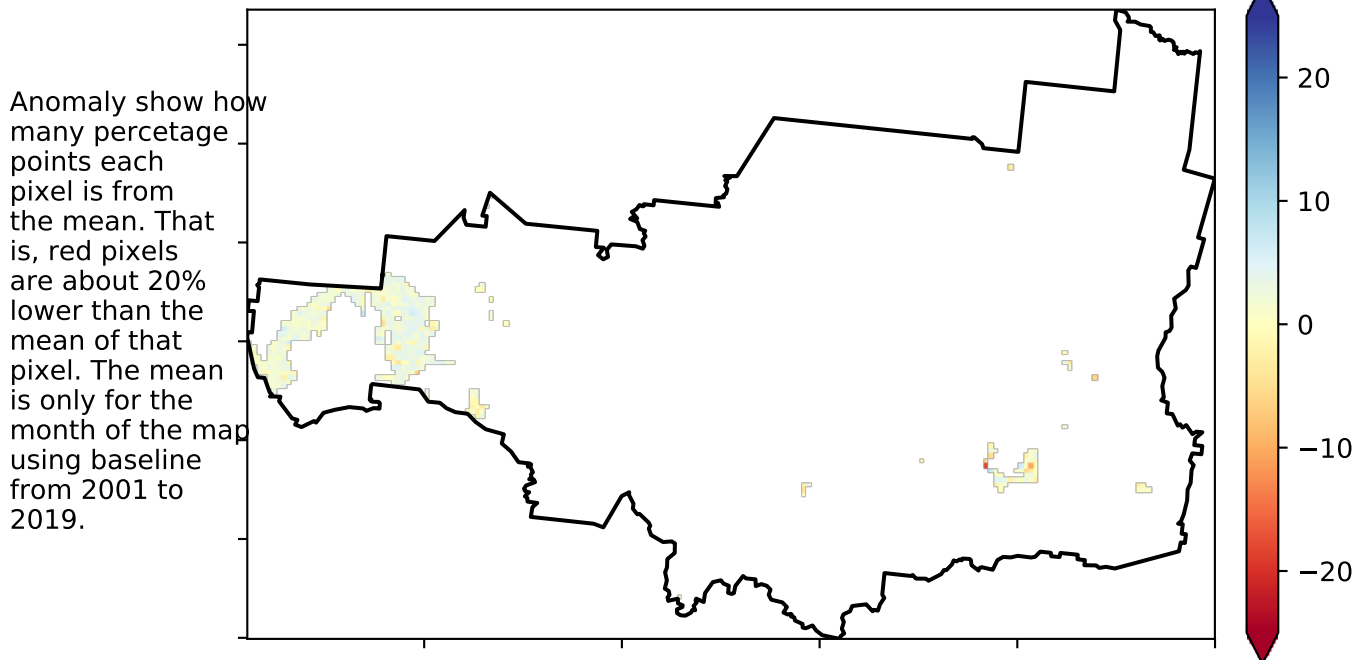 Anomaly show how
many percetage
points each
pixel is from
the mean. That
is, red pixels
are about 20%
lower than the
mean of that
pixel. The mean
is only for the
month of the map
using baseline
from 2001 to
2019.
20
10
0
−10
−20